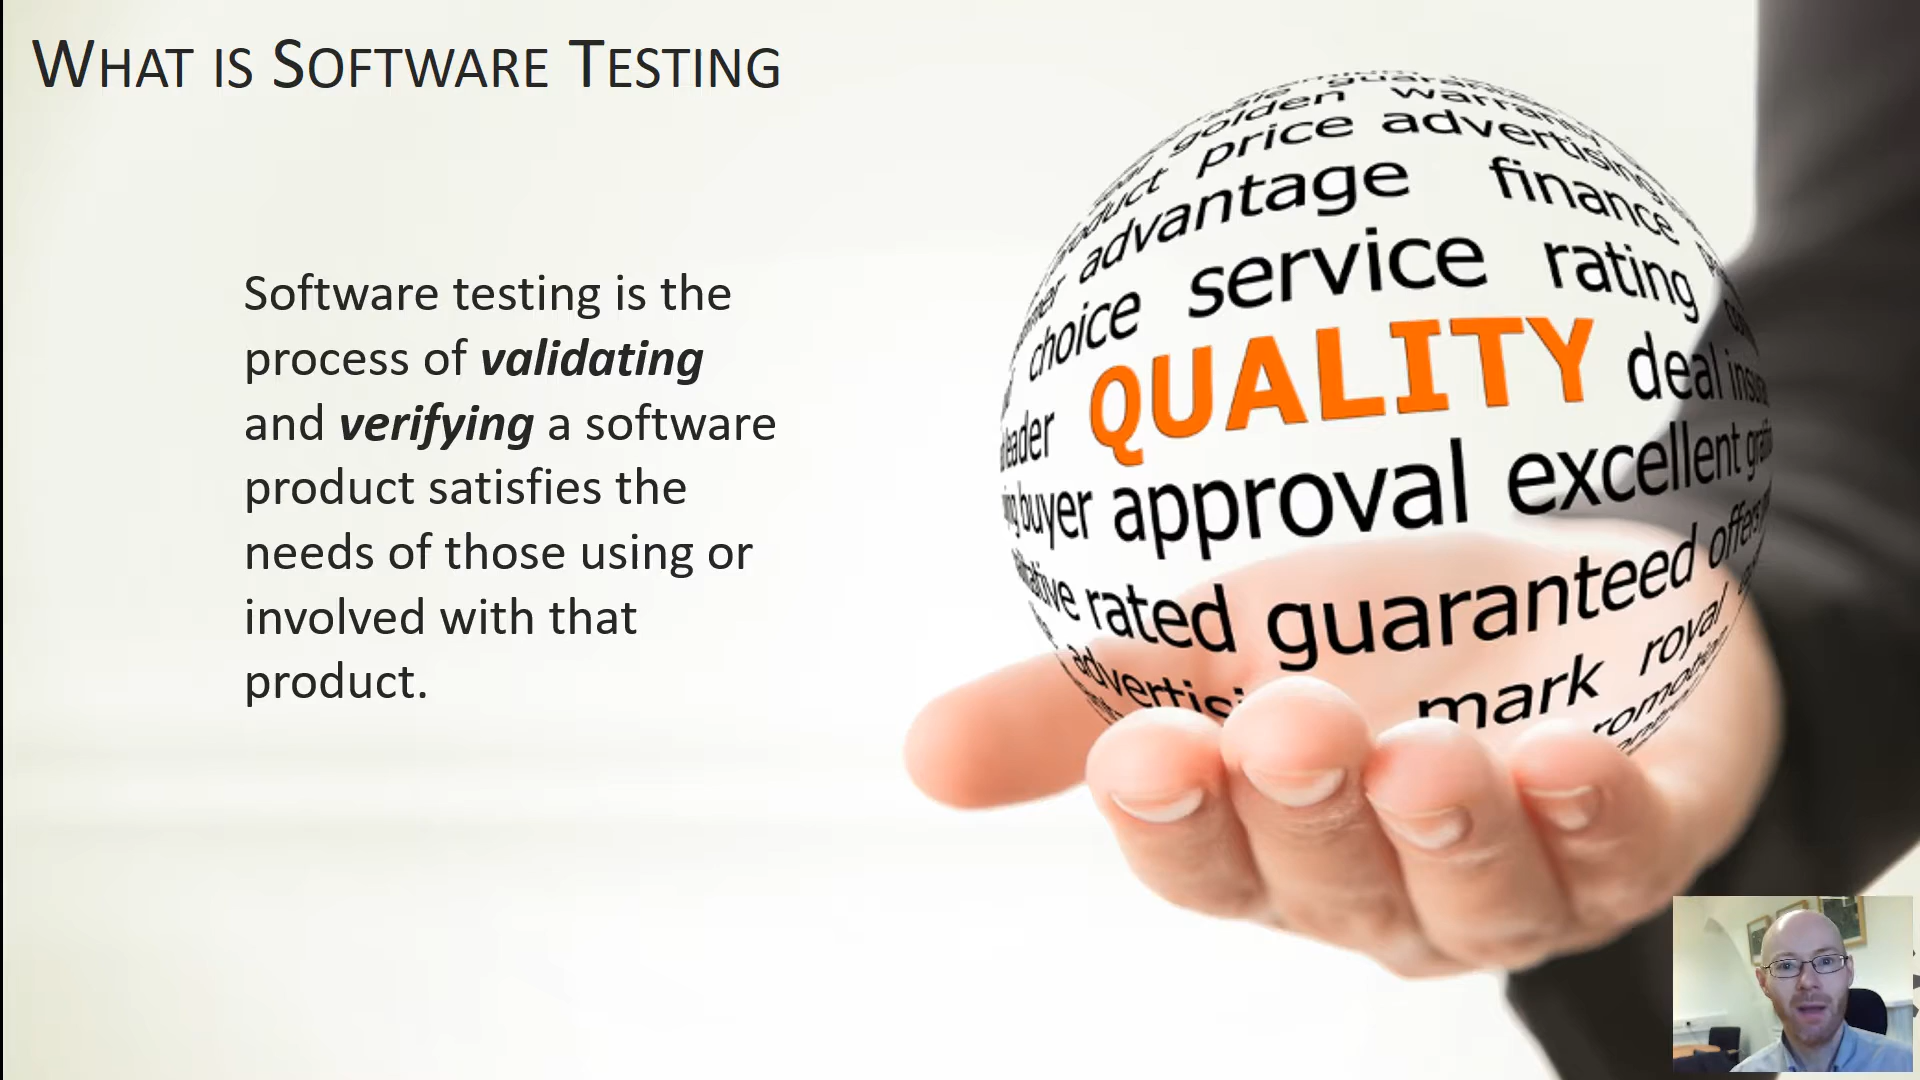 WHAT IS SOFTWARE TESTING
Software testing is the
process of validating
and verifying a software
product satisfies the
needs of those using or
involved with that
product.
golden warranty
price advertising
advantage finance
choice service rating
leader QUALITY deal
buyer approval excellent
rated guaranteed offers
mark royal